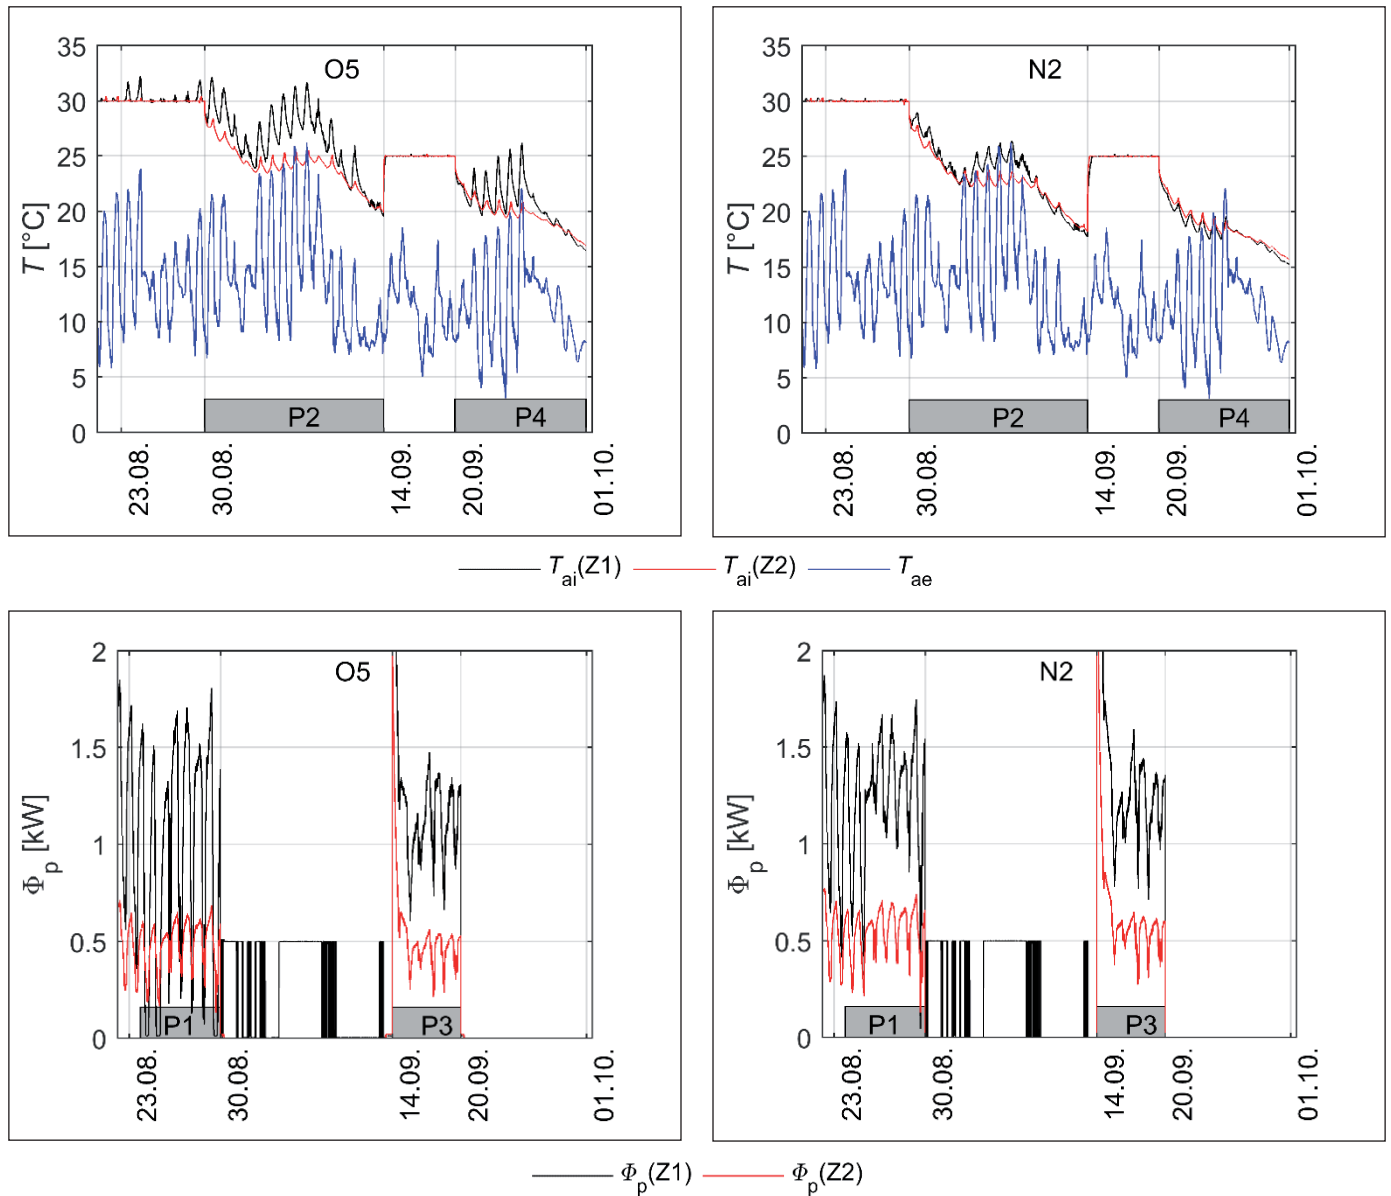 O5
T [°C]
35
30
25
20
15
10
5
0
P2
P4
23.08.
30.08.
14.09.
20.09.
01.10.
N2
T [°C]
35
30
25
20
15
10
5
0
P2
P4
23.08.
30.08.
14.09.
20.09.
01.10.
Tai(Z1) Tai(Z2) Tae
O5
Φp [kW]
2
1.5
1
0.5
0
P1
P3
23.08.
30.08.
14.09.
20.09.
01.10.
N2
Φp [kW]
2
1.5
1
0.5
0
P1
P3
23.08.
30.08.
14.09.
20.09.
01.10.
Φp(Z1) Φp(Z2)